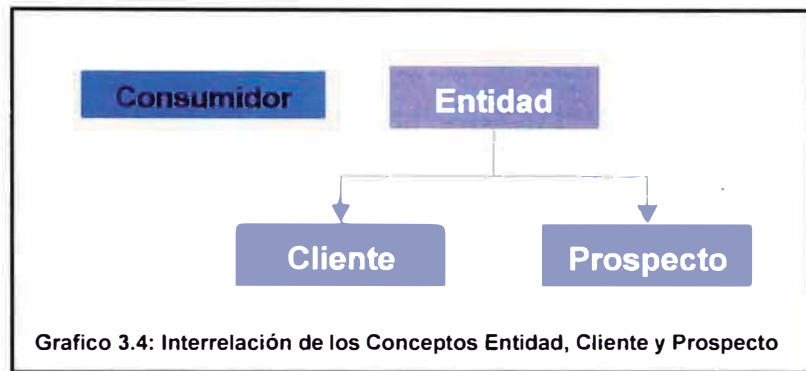 Consumidor
Entidad
Cliente
Prospecto
Grafico 3.4: Interrelación de los Conceptos Entidad, Cliente y Prospecto